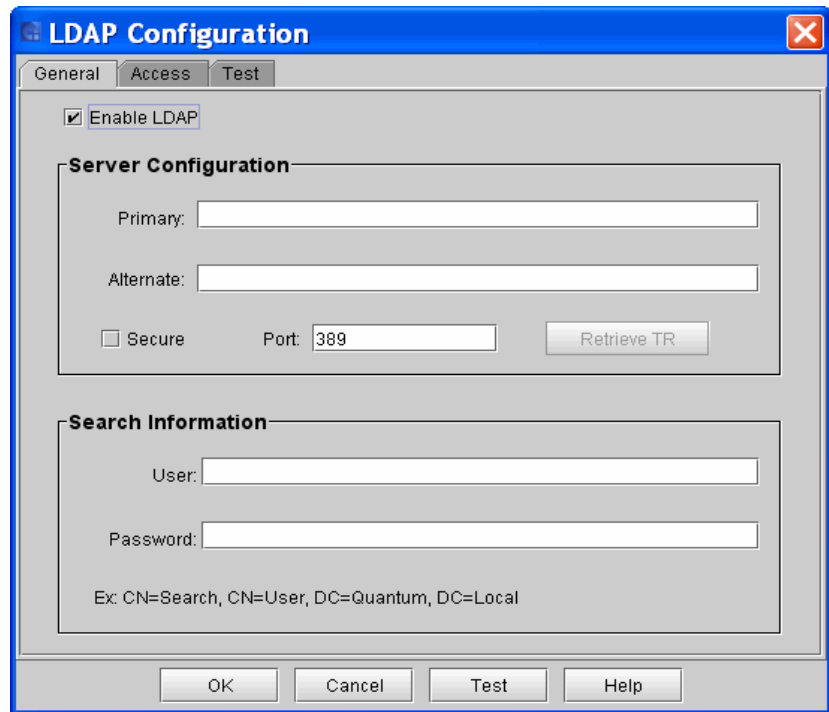 LDAP Configuration
General Access Test
Enable LDAP
Server Configuration
Primary:
Alternate:
Secure Port: 389 Retrieve TR
Search Information
User:
Password:
Ex: CN=Search, CN=User, DC=Quantum, DC=Local
OK Cancel Test Help